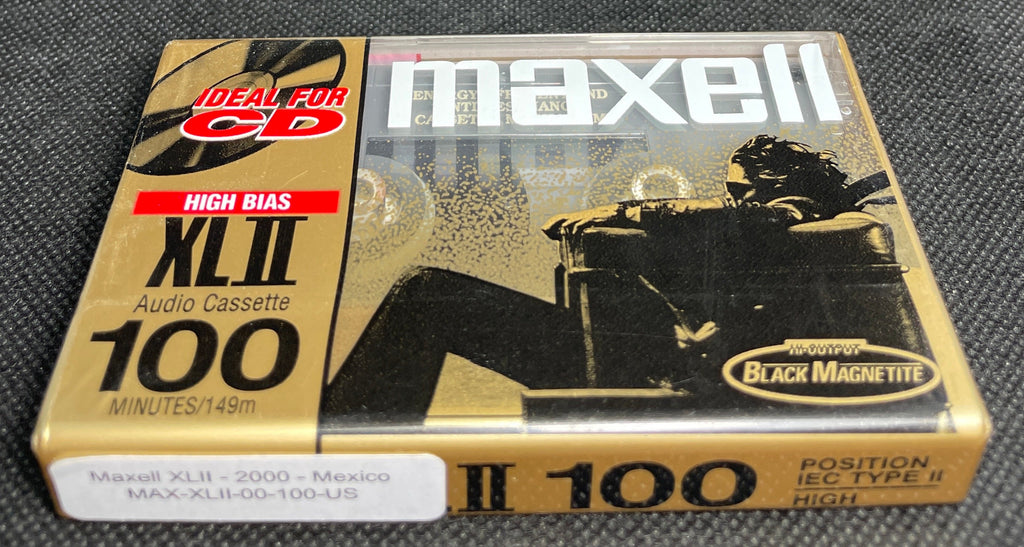 IDEAL FOR
CD
HIGH BIAS
XLII
Audio Cassette
100
MINUTES/149m
maxell
HI-OUTPUT
BLACK MAGNETITE
Maxell XLII - 2000 - Mexico
MAX-XLII-00-100-US
LII 100
POSITION
IEC TYPE II
HIGH